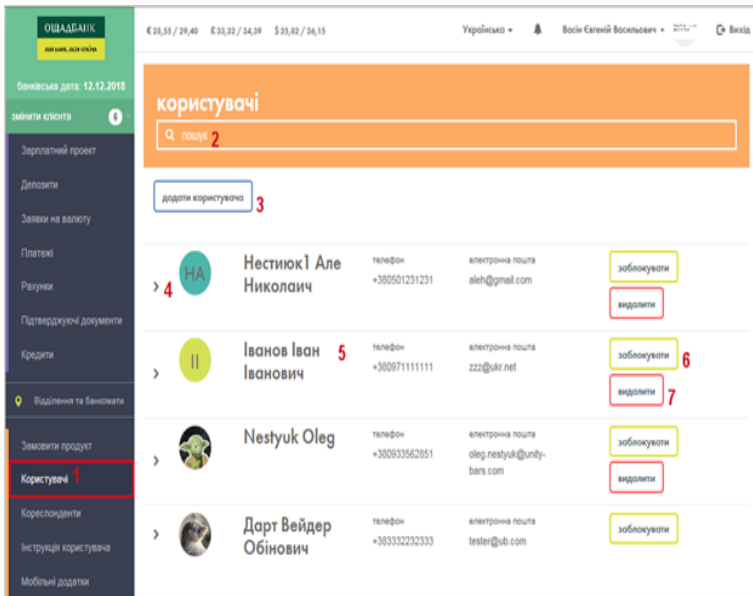 ОЩАДБАНК
МІЙ БАНК. МОЯ КРАЇНА
€ 28,55 / 29,40 £ 33,32 / 34,39 $ 25,82 / 26,15
Українська
Восін Євгеній Васильович
Вихід
банківська дата: 12.12.2018
змінити клієнта 6
Зарплатний проект
Депозити
Заявки на валюту
Платежі
Рахунки
Підтверджуючі документи
Кредити
Відділення та банкомати
Замовити продукт
Користувачі 1
Кореспонденти
Інструкція користувача
Мобільні додатки
користувачі
пошук 2
додати користувача 3
4 НА
Нестиюк1 Але
Николаич
телефон
+380501231231
електронна пошта
aleh@gmail.com
заблокувати
видалити
ІІ
Іванов Іван 5
Іванович
телефон
+380971111111
електронна пошта
zzz@ukr.net
заблокувати 6
видалити 7
Nestyuk Oleg
телефон
+380933562851
електронна пошта
oleg.nestyuk@unity-
bars.com
заблокувати
видалити
Дарт Вейдер
Обінович
телефон
+383332232333
електронна пошта
tester@ub.com
заблокувати